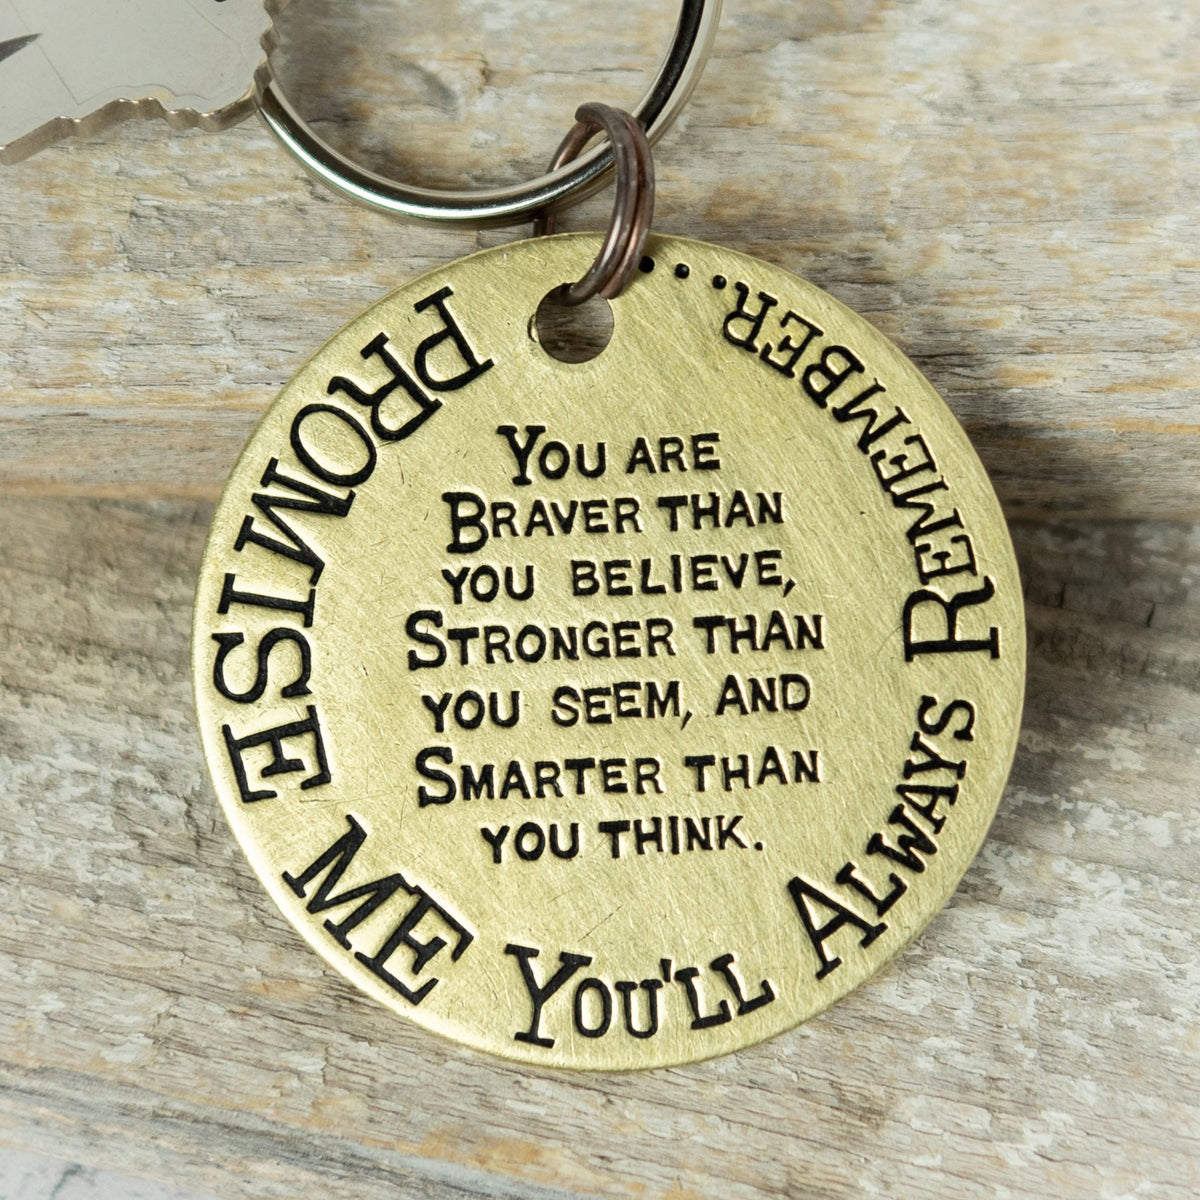 PROMISE ME YOU'LL ALWAYS REMEMBER....
YOU ARE
BRAVER THAN
YOU BELIEVE,
STRONGER THAN
YOU SEEM, AND
SMARTER THAN
YOU THINK.